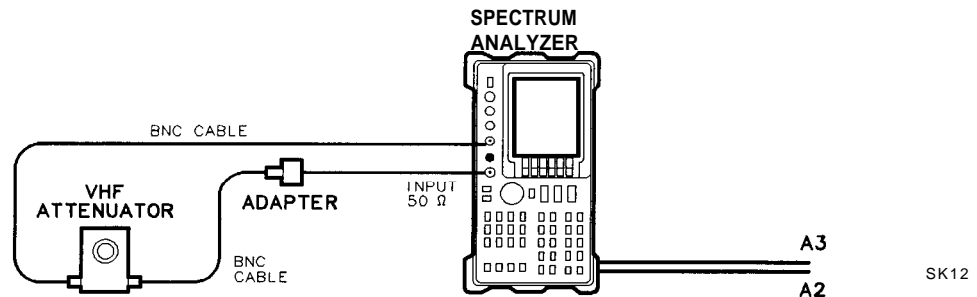 SPECTRUM
ANALYZER
BNC CABLE
INPUT
50 Ω
ADAPTER
VHF
ATTENUATOR
BNC
CABLE
A3
A2
SK12